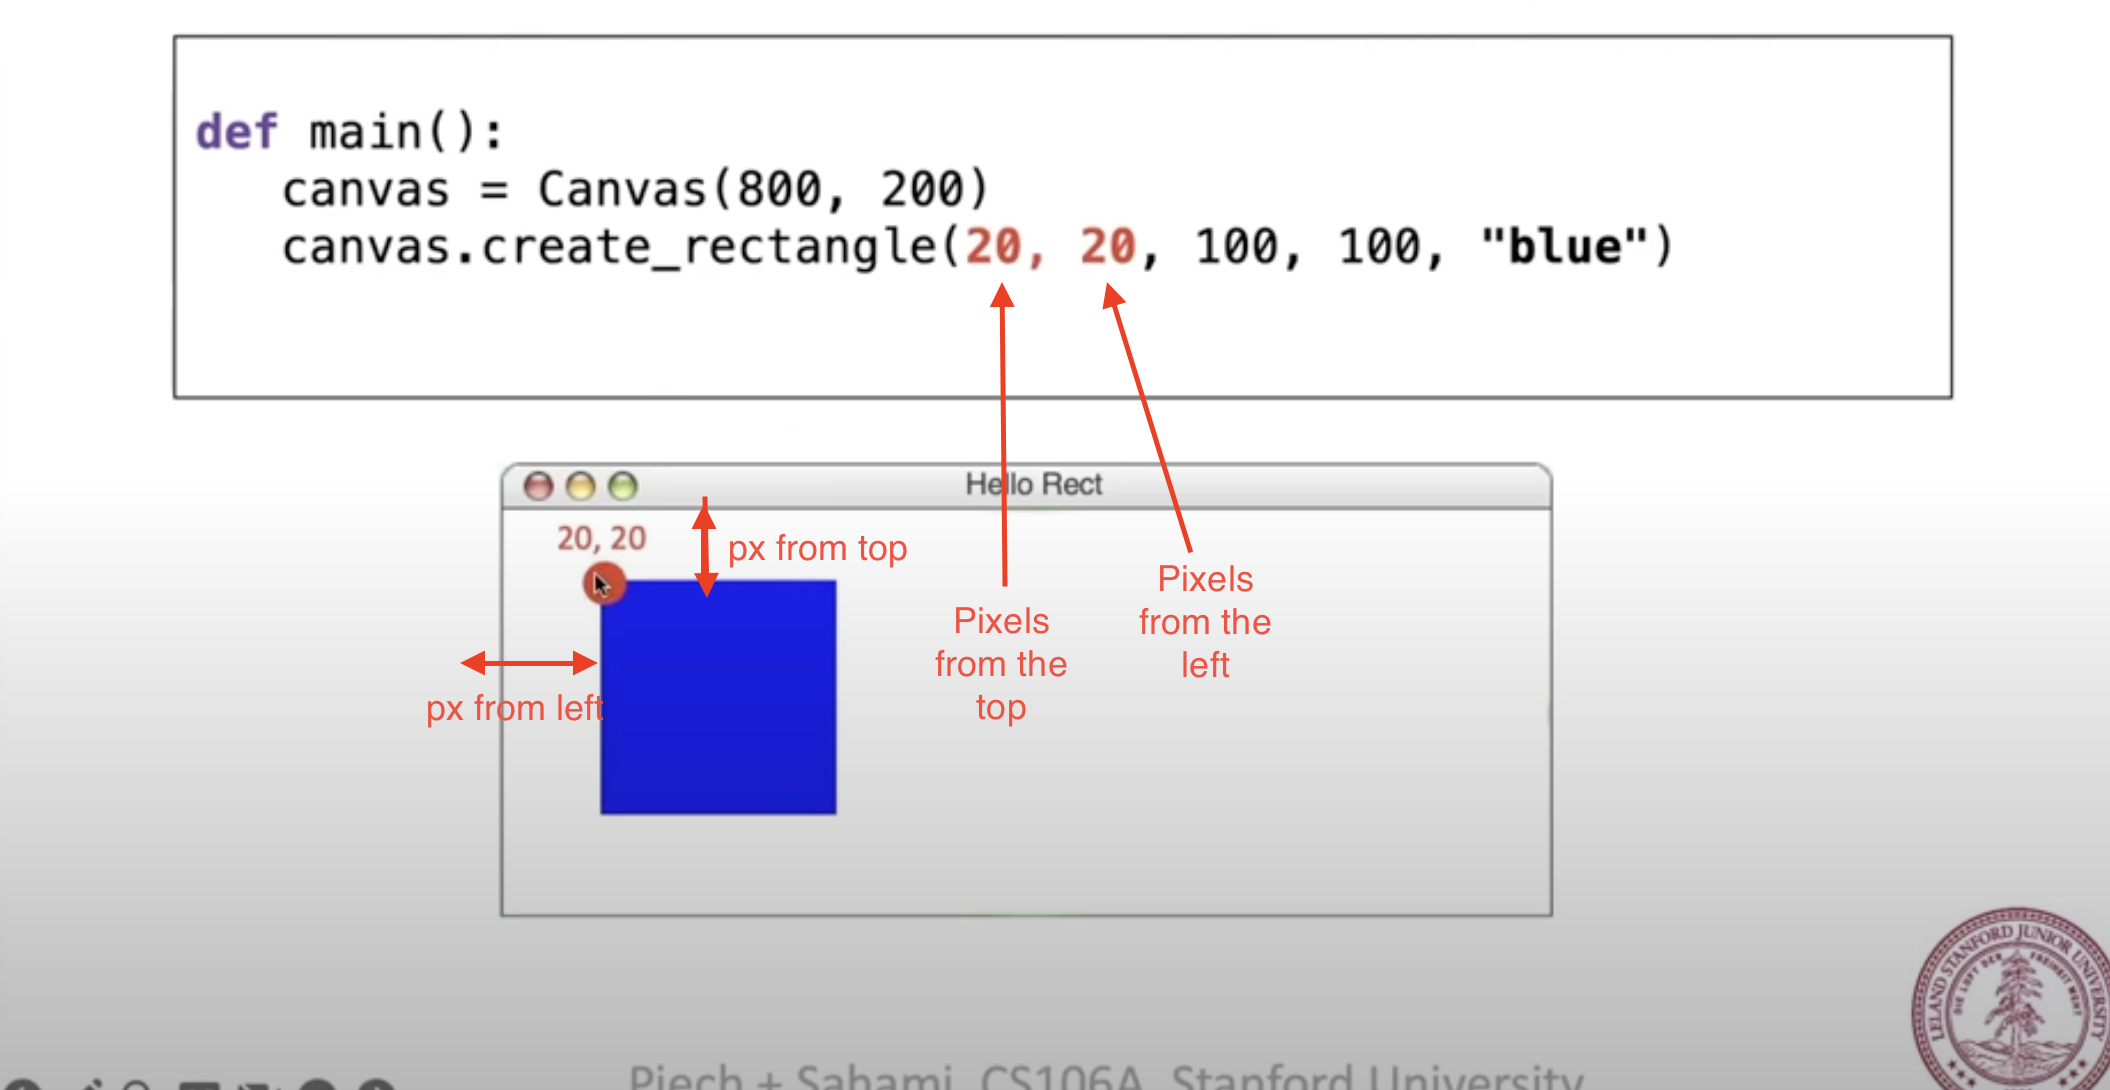 def main():
canvas = Canvas(800, 200)
canvas.create_rectangle(20, 20, 100, 100, "blue")
Hello Rect
20, 20
px from top
px from left
Pixels
from the
top
Pixels
from the
left
LELAND STANFORD JUNIOR UNIVERSITY
Piech + Sahami, CS106A, Stanford University